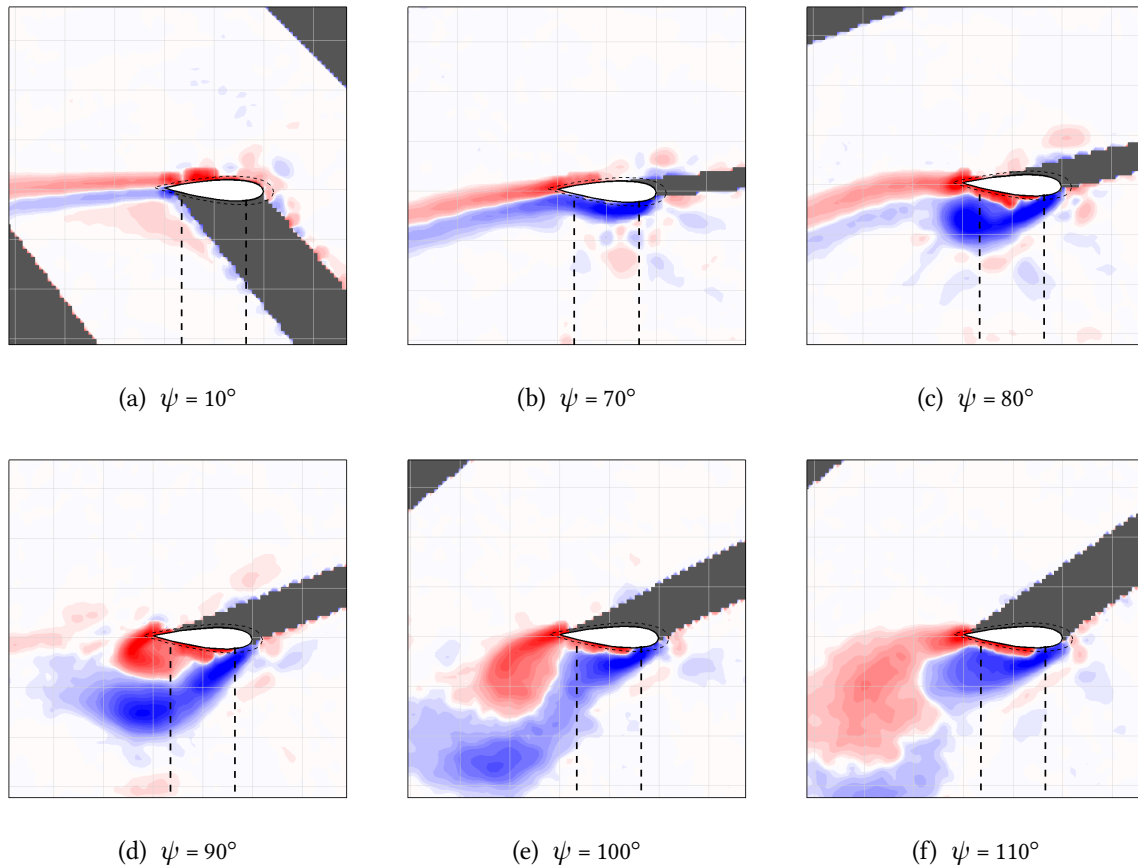 (a) ψ = 10°
(b) ψ = 70°
(c) ψ = 80°
(d) ψ = 90°
(e) ψ = 100°
(f) ψ = 110°